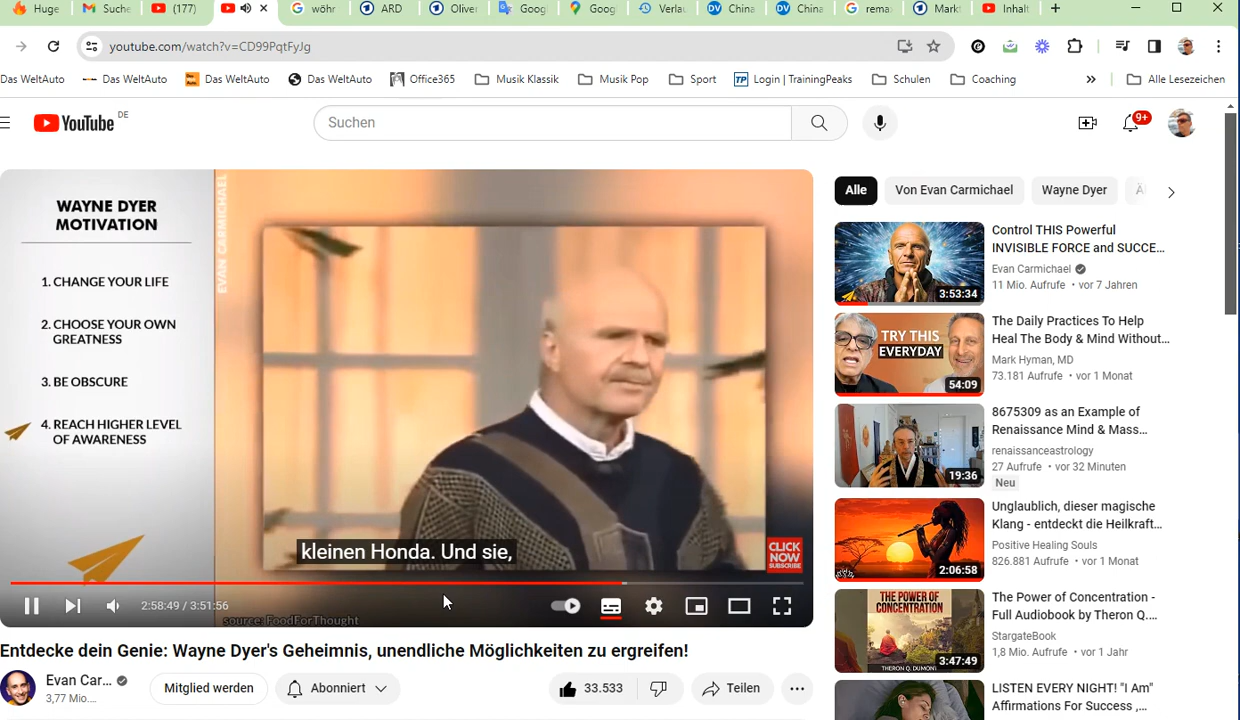 Huge
Suche
(177)
wöhr
ARD
Oliver
Googl
Goog
Verlau
China
China
rema
Markt
Inhalt
youtube.com/watch?v=CD99PqtFyJg
Das WeltAuto
Das WeltAuto
Das WeltAuto
Das WeltAuto
Office365
Musik Klassik
Musik Pop
Sport
TP Login | TrainingPeaks
Schulen
Coaching
»
Alle Lesezeichen
YouTube DE
Suchen
9+
WAYNE DYER
MOTIVATION
1. CHANGE YOUR LIFE
2. CHOOSE YOUR OWN
GREATNESS
3. BE OBSCURE
4. REACH HIGHER LEVEL
OF AWARENESS
EVAN CARMICHAEL
kleinen Honda. Und sie,
CLICK
NOW
SUBSCRIBE
2:58:49 / 3:51:56
source: FoodForThought
Entdecke dein Genie: Wayne Dyer's Geheimnis, unendliche Möglichkeiten zu ergreifen!
Evan Car...
3,77 Mio....
Mitglied werden
Abonniert
33.533
Teilen
Alle
Von Evan Carmichael
Wayne Dyer
3:53:34
Control THIS Powerful
INVISIBLE FORCE and SUCCE...
Evan Carmichael
11 Mio. Aufrufe • vor 7 Jahren
TRY THIS
EVERYDAY
54:09
The Daily Practices To Help
Heal The Body & Mind Without...
Mark Hyman, MD
73.181 Aufrufe • vor 1 Monat
19:36
8675309 as an Example of
Renaissance Mind & Mass...
renaissanceastrology
27 Aufrufe • vor 32 Minuten
Neu
2:06:58
Unglaublich, dieser magische
Klang - entdeckt die Heilkraft...
Positive Healing Souls
826.881 Aufrufe • vor 1 Monat
THE POWER OF
CONCENTRATION
THERON Q. DUMONT
3:47:49
The Power of Concentration -
Full Audiobook by Theron Q....
StargateBook
1,8 Mio. Aufrufe • vor 1 Jahr
LISTEN EVERY NIGHT! "I Am"
Affirmations For Success ,...